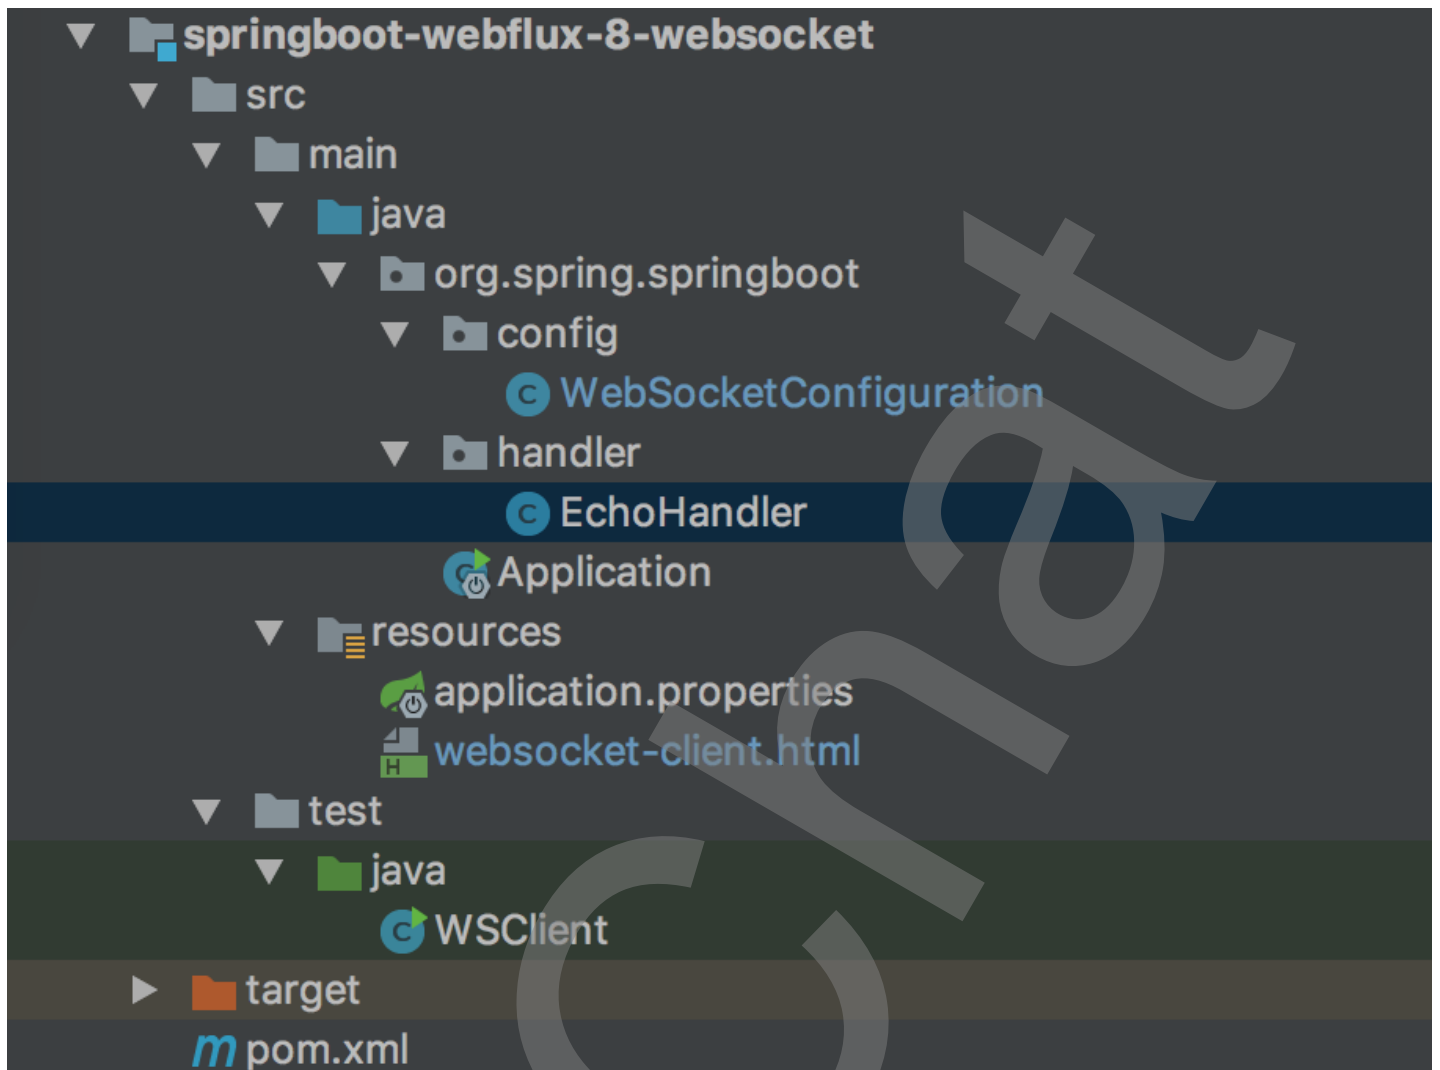 springboot-webflux-8-websocket
src
main
java
org.spring.springboot
config
WebSocketConfiguration
handler
EchoHandler
Application
resources
application.properties
websocket-client.html
test
java
WSClient
target
pom.xml
chat